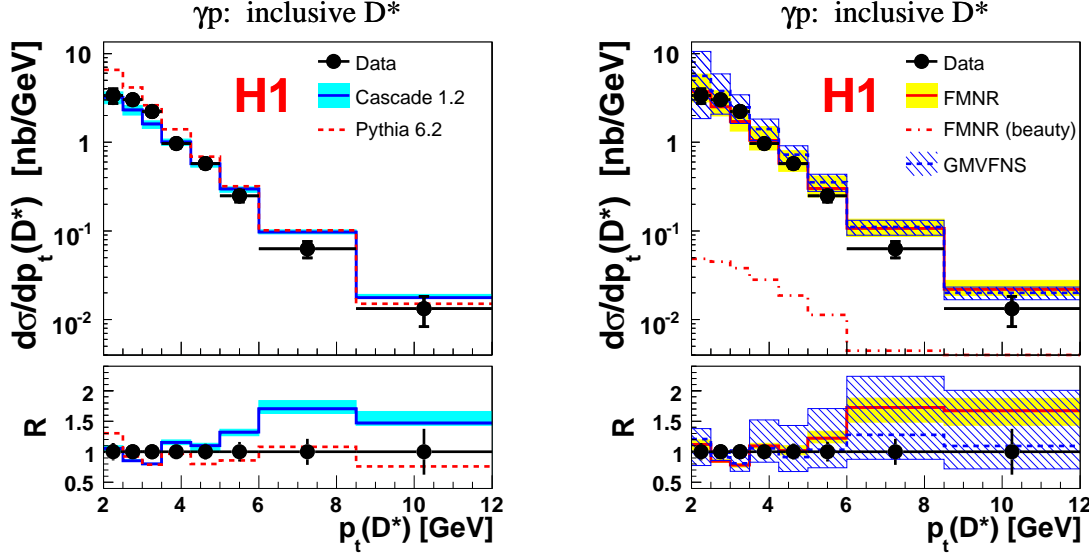 γp: inclusive D*
dσ/dp_t(D*) [nb/GeV]
10
1
10^-1
10^-2
H1
Data
Cascade 1.2
Pythia 6.2
R
2
1.5
1
0.5
2 4 6 8 10 12
p_t(D*) [GeV]
γp: inclusive D*
dσ/dp_t(D*) [nb/GeV]
10
1
10^-1
10^-2
H1
Data
FMNR
FMNR (beauty)
GMVFNS
R
2
1.5
1
0.5
2 4 6 8 10 12
p_t(D*) [GeV]